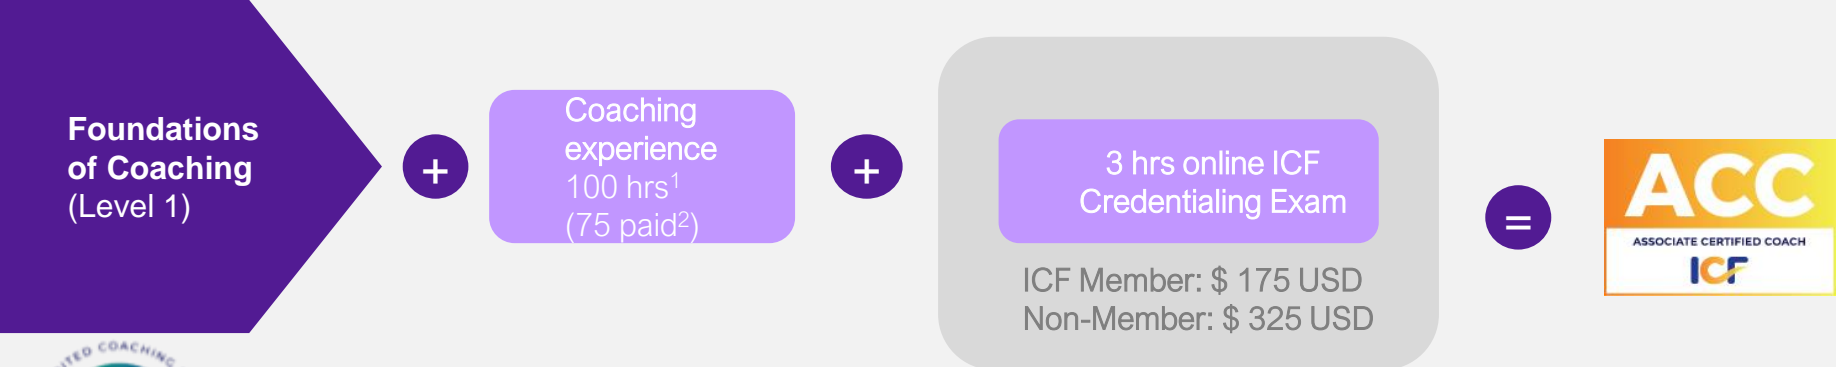 Foundations
of Coaching
(Level 1)
+
Coaching
experience
100 hrs1
(75 paid2)
+
3 hrs online ICF
Credentialing Exam
ICF Member: $ 175 USD
Non-Member: $ 325 USD
=
ACC
ASSOCIATE CERTIFIED COACH
ICF
COACHING